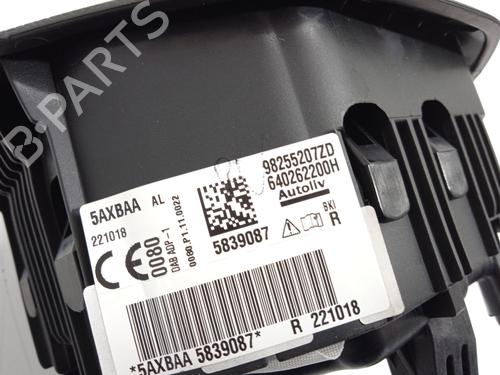 B-PARTS
5AXBAA AL
221018
CE 0080
DAB ADP-1
0080.P1.11.0022
98255207ZD
640262200H
Autoliv
5839087
BKI
R
*5AXBAA 5839087* R 221018